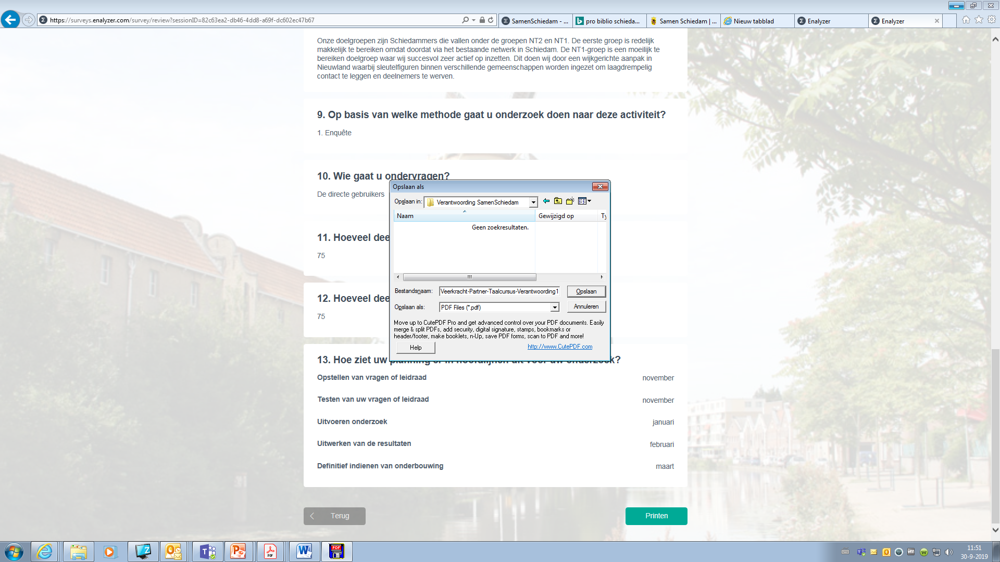 https://surveys.enalyzer.com/survey/review?sessionID=82c63ea2-db46-4dd8-a69f-dc602ec47b67
SamenSchiedam - ...
pro biblio schieda...
Samen Schiedam | ...
Nieuw tabblad
Enalyzer
Enalyzer
Onze doelgroepen zijn Schiedammers die vallen onder de groepen NT2 en NT1. De eerste groep is redelijk
makkelijk te bereiken omdat doordat via het bestaande netwerk in Schiedam. De NT1-groep is een moeilijk te
bereiken doelgroep waar wij succesvol zeer actief op inzetten. Dit doen wij door een wijkgerichte aanpak in
Nieuwland waarbij sleutelfiguren binnen verschillende gemeenschappen worden ingezet om laagdrempelig
contact te leggen en deelnemers te werven.
9. Op basis van welke methode gaat u onderzoek doen naar deze activiteit?
1. Enquête
10. Wie gaat u ondervragen?
De directe gebruikers
11. Hoeveel dee
75
12. Hoeveel dee
75
Opslaan als
Opslaan in:
Verantwoording SamenSchiedam
Naam
Gewijzigd op
Ty
Geen zoekresultaten.
Bestandsnaam:
Veerkracht-Partner-Taalcursus-Verantwoording1
Opslaan
Opslaan als:
PDF Files (*.pdf)
Annuleren
Move up to CutePDF Pro and get advanced control over your PDF documents. Easily
merge & split PDFs, add security, digital signature, stamps, bookmarks or
header/footer, make booklets, n-Up, save PDF forms, scan to PDF and more!
Help
http://www.CutePDF.com
13. Hoe ziet uw planning er in hoofdlijnen uit voor uw onderzoek?
Opstellen van vragen of leidraad
november
Testen van uw vragen of leidraad
november
Uitvoeren onderzoek
januari
Uitwerken van de resultaten
februari
Definitief indienen van onderbouwing
maart
Terug
Printen
11:51
30-9-2019